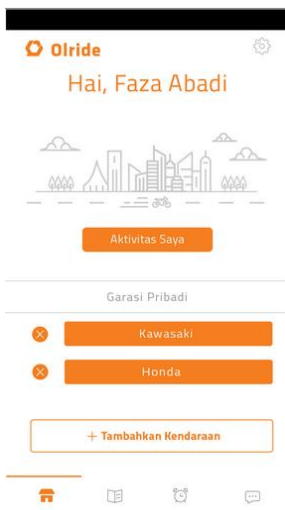 Olride
Hai, Faza Abadi
Aktivitas Saya
Garasi Pribadi
Kawasaki
Honda
+ Tambahkan Kendaraan